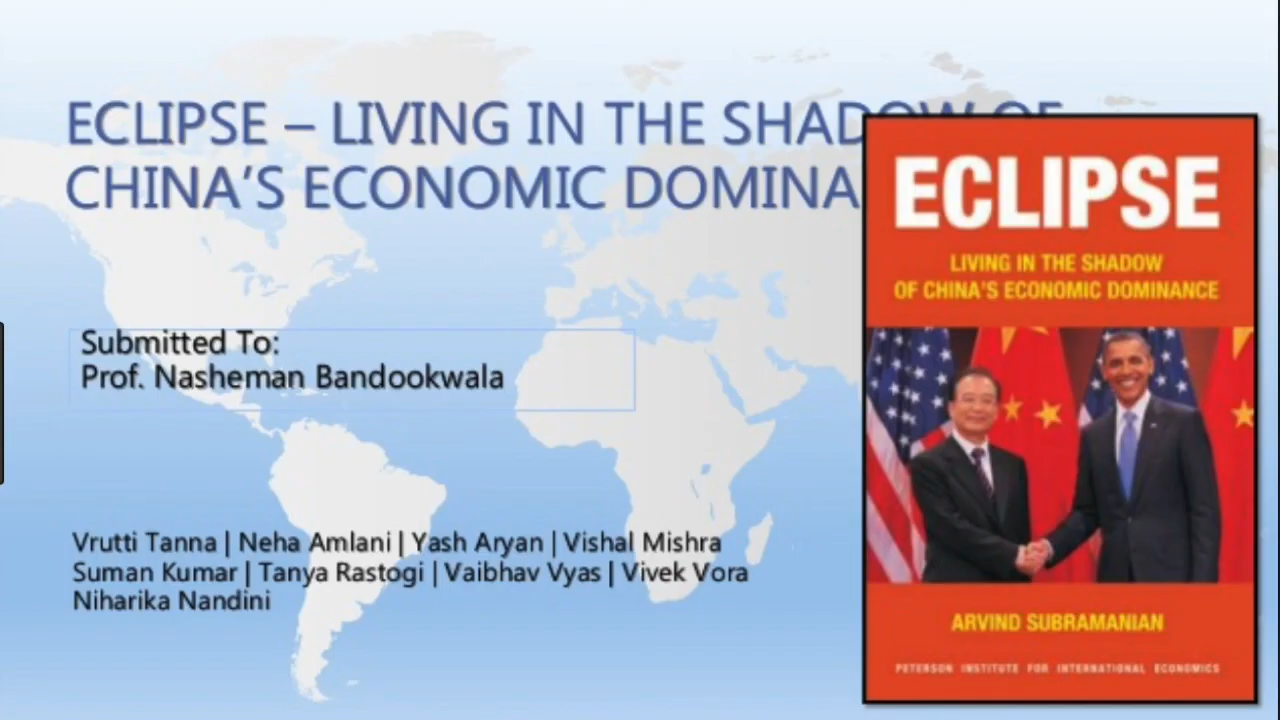 ECLIPSE – LIVING IN THE SHADOW OF
CHINA'S ECONOMIC DOMINA
Submitted To:
Prof. Nasheman Bandookwala
Vrutti Tanna | Neha Amlani | Yash Aryan | Vishal Mishra
Suman Kumar | Tanya Rastogi | Vaibhav Vyas | Vivek Vora
Niharika Nandini
ECLIPSE
LIVING IN THE SHADOW
OF CHINA'S ECONOMIC DOMINANCE
ARVIND SUBRAMANIAN
PETERSON INSTITUTE FOR INTERNATIONAL ECONOMICS